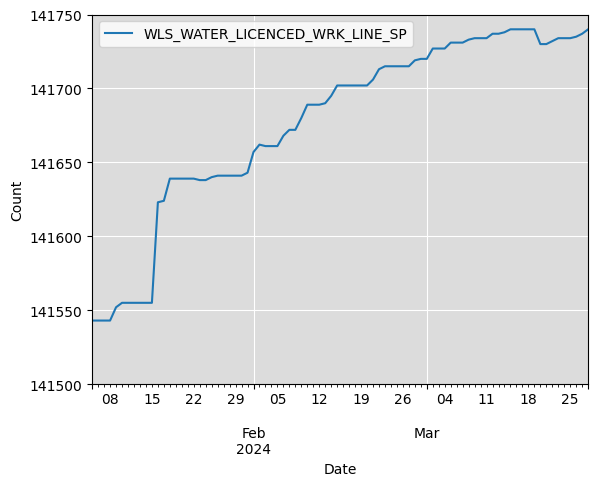 WLS_WATER_LICENCED_WRK_LINE_SP
141750
141700
141650
141600
141550
141500
Count
08 15 22 29 05 12 19 26 04 11 18 25
Feb Mar
2024
Date